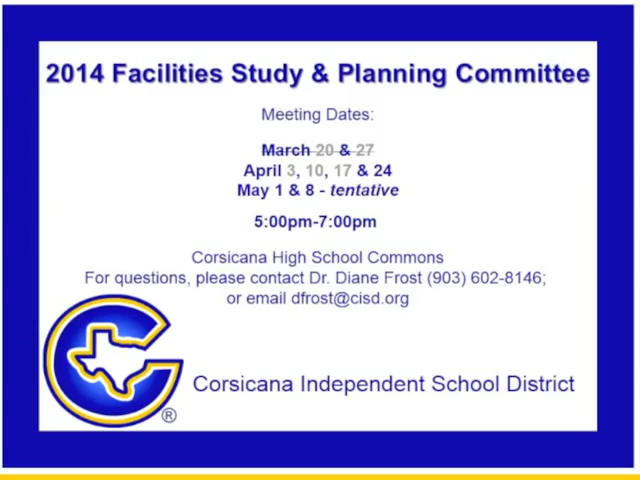 2014 Facilities Study & Planning Committee
Meeting Dates:
March 20 & 27
April 3, 10, 17 & 24
May 1 & 8 - tentative
5:00pm-7:00pm
Corsicana High School Commons
For questions, please contact Dr. Diane Frost (903) 602-8146;
or email dfrost@cisd.org
Corsicana Independent School District
C
®